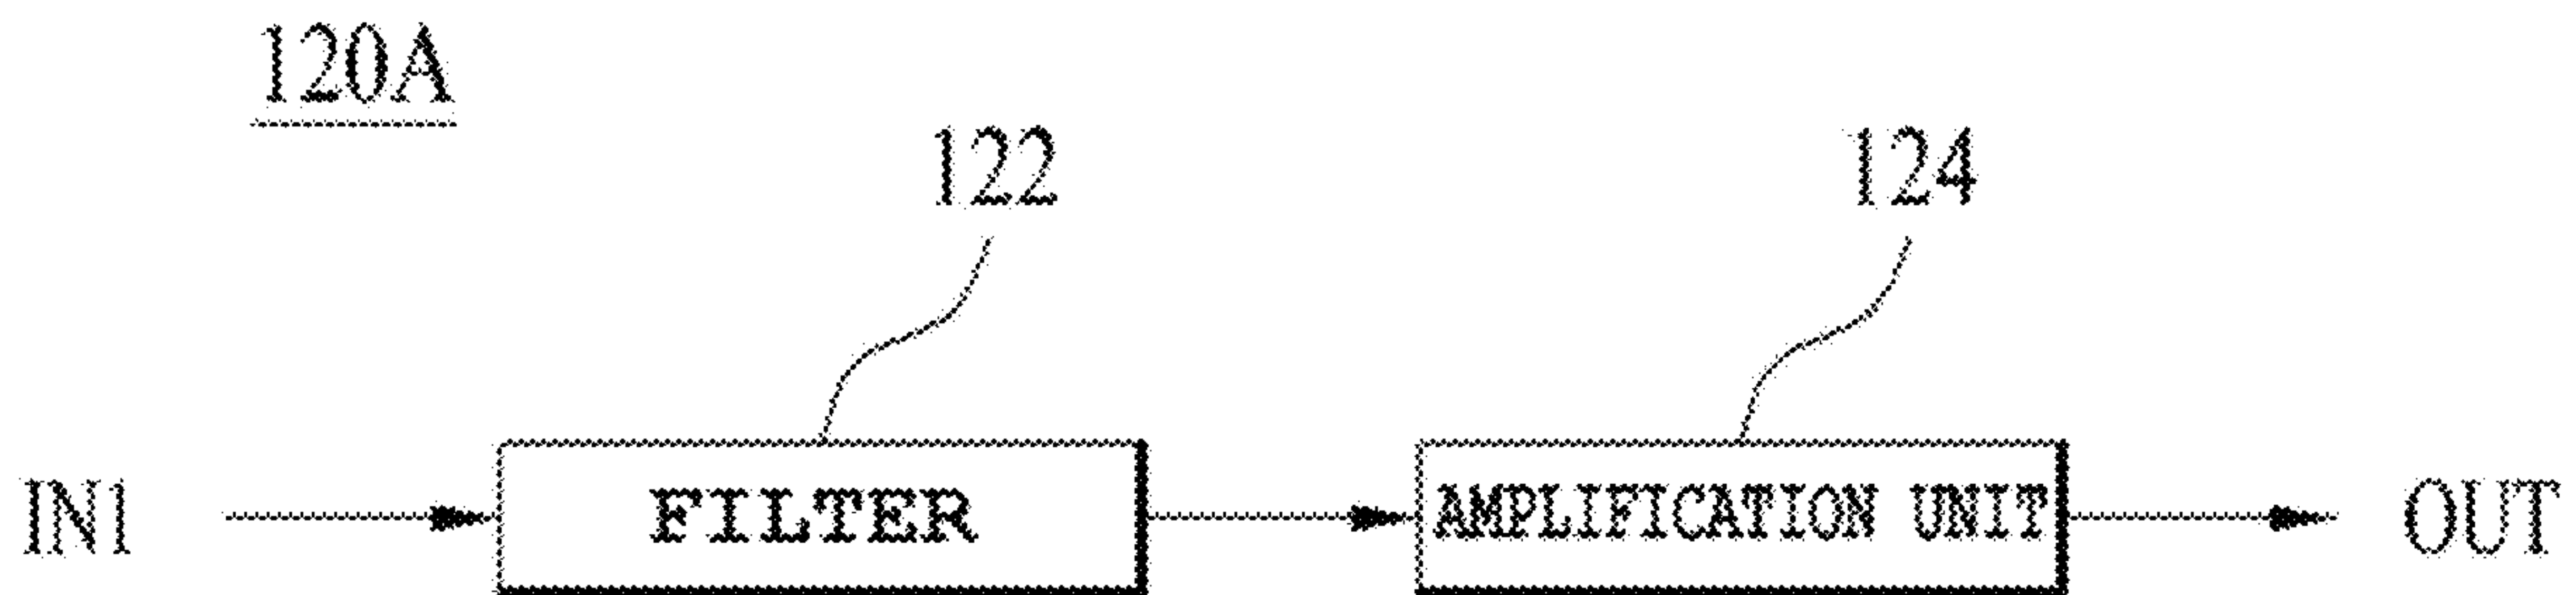 120A
122 124
IN1 FILTER AMPLIFICATION UNIT OUT